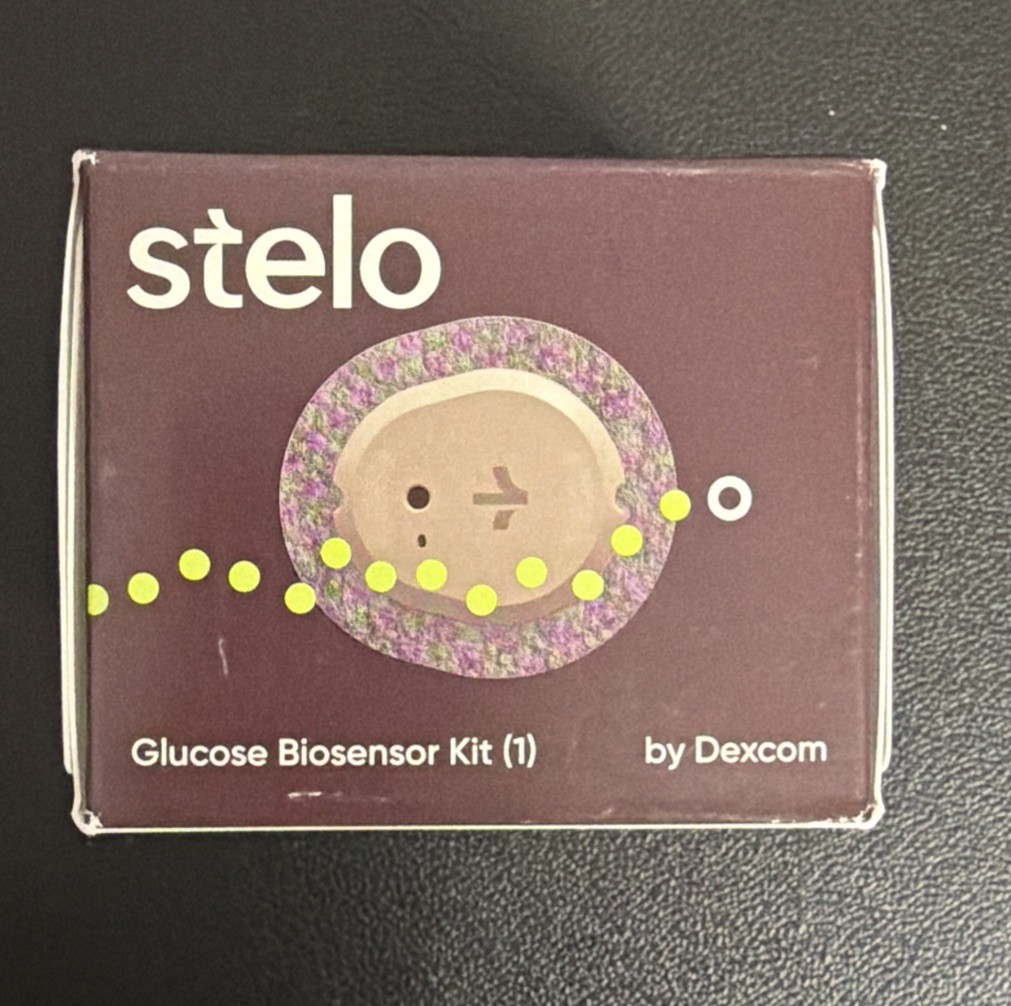 stelo
Glucose Biosensor Kit (1)
by Dexcom